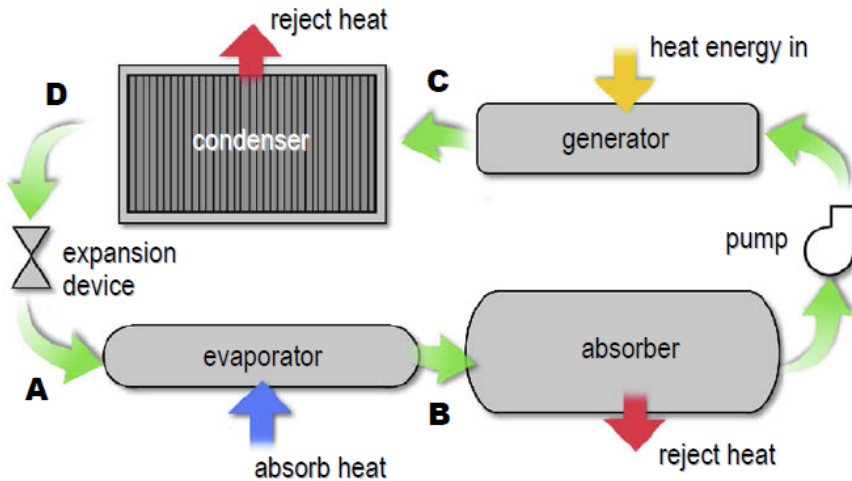 reject heat
heat energy in
D
C
condenser
generator
pump
expansion
device
evaporator
absorber
A
B
absorb heat
reject heat